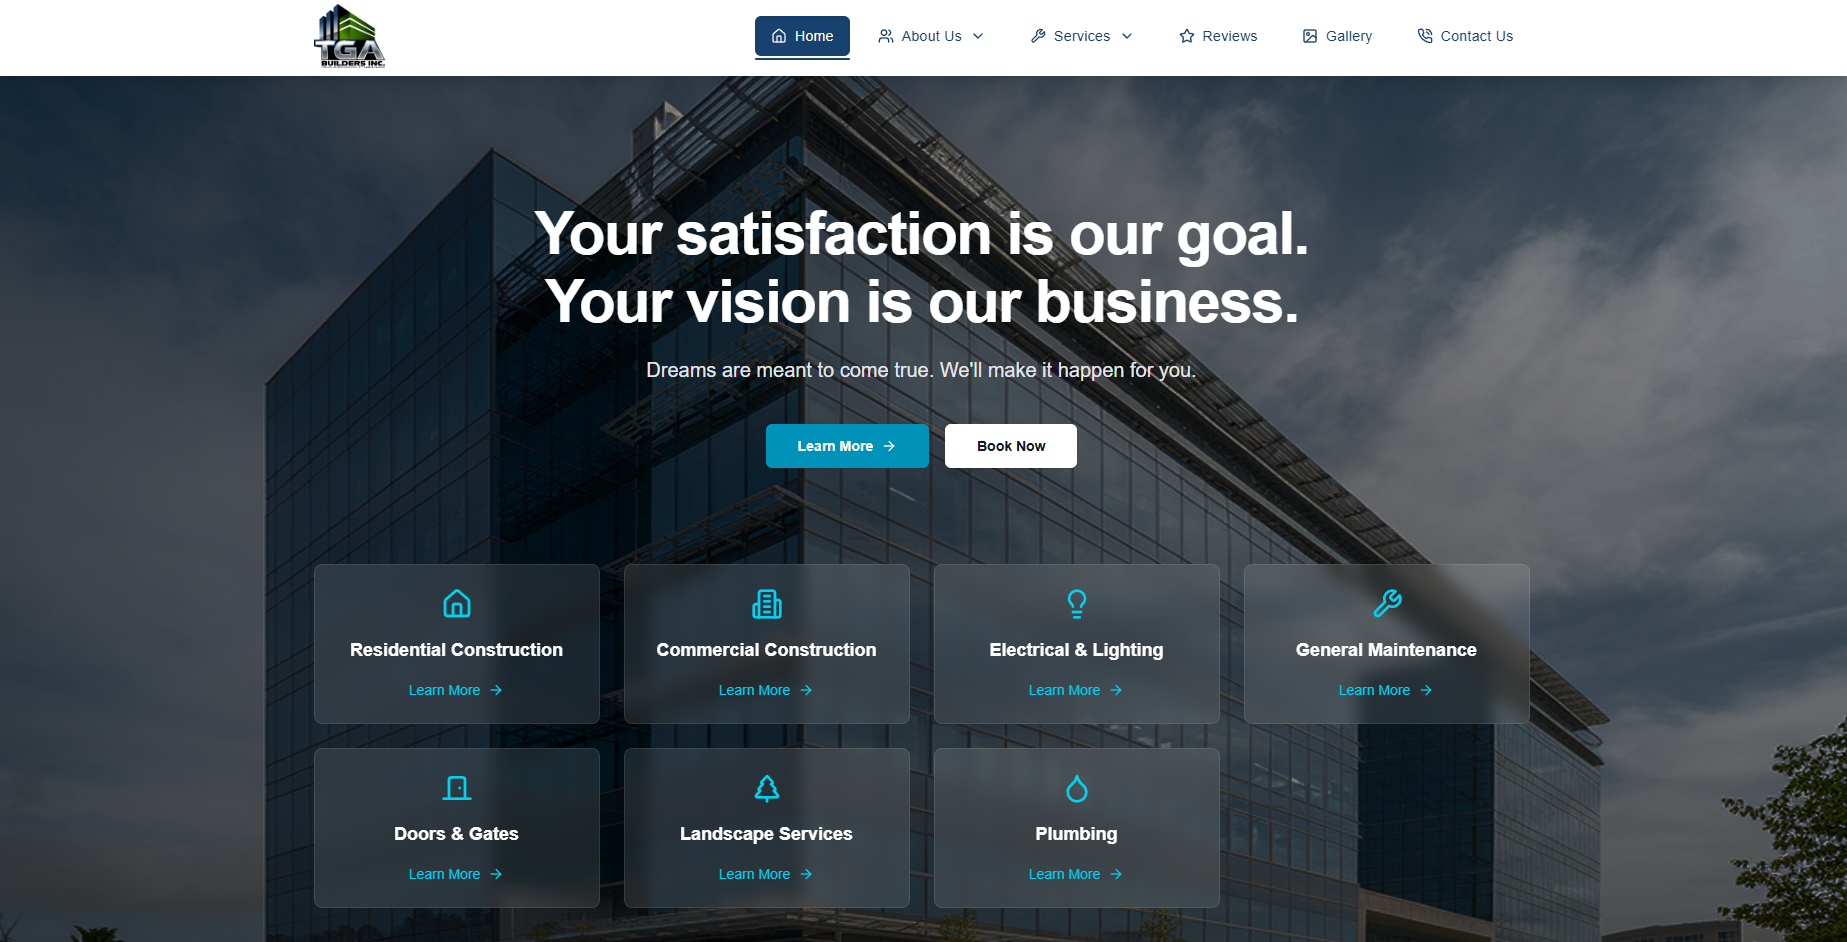 TGA
BUILDERS INC.
Home
About Us
Services
Reviews
Gallery
Contact Us
Your satisfaction is our goal.
Your vision is our business.
Dreams are meant to come true. We'll make it happen for you.
Learn More
Book Now
Residential Construction
Learn More
Commercial Construction
Learn More
Electrical & Lighting
Learn More
General Maintenance
Learn More
Doors & Gates
Learn More
Landscape Services
Learn More
Plumbing
Learn More